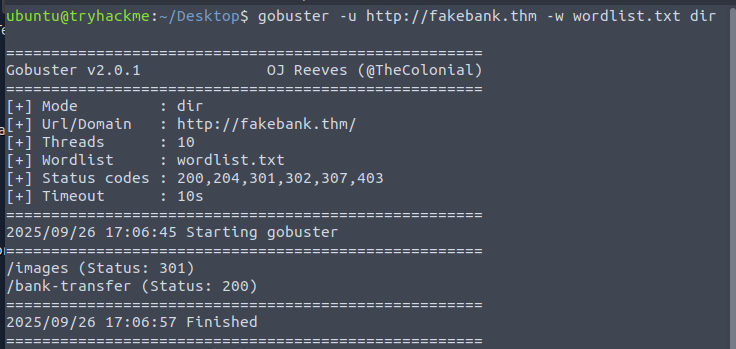 ubuntu@tryhackme:~/Desktop$ gobuster -u http://fakebank.thm -w wordlist.txt dir
=====================================================
Gobuster v2.0.1              OJ Reeves (@TheColonial)
=====================================================
[+] Mode         : dir
[+] Url/Domain   : http://fakebank.thm/
[+] Threads      : 10
[+] Wordlist     : wordlist.txt
[+] Status codes : 200,204,301,302,307,403
[+] Timeout      : 10s
=====================================================
2025/09/26 17:06:45 Starting gobuster
=====================================================
/images (Status: 301)
/bank-transfer (Status: 200)
=====================================================
2025/09/26 17:06:57 Finished
=====================================================